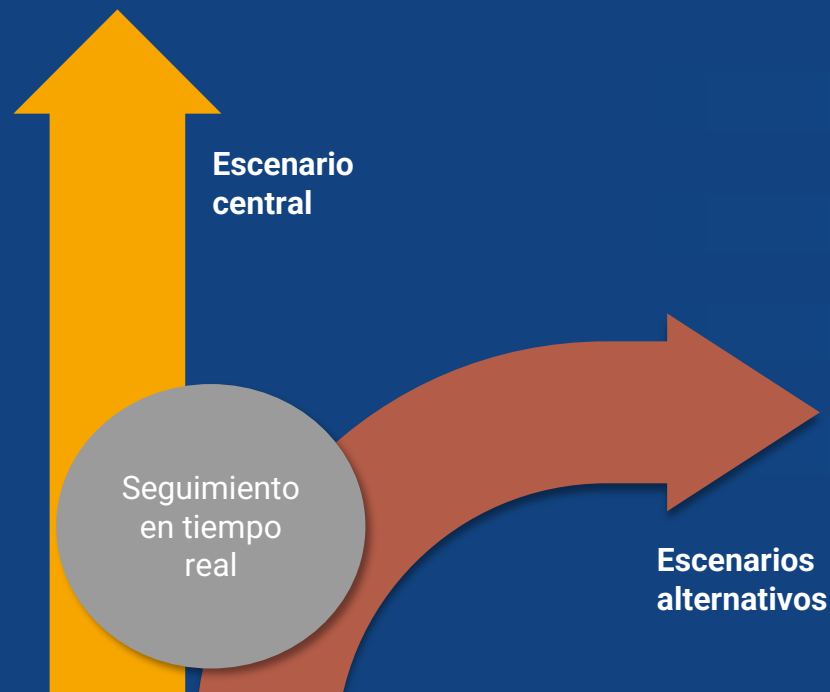 Escenario
central
Seguimiento
en tiempo
real
Escenarios
alternativos